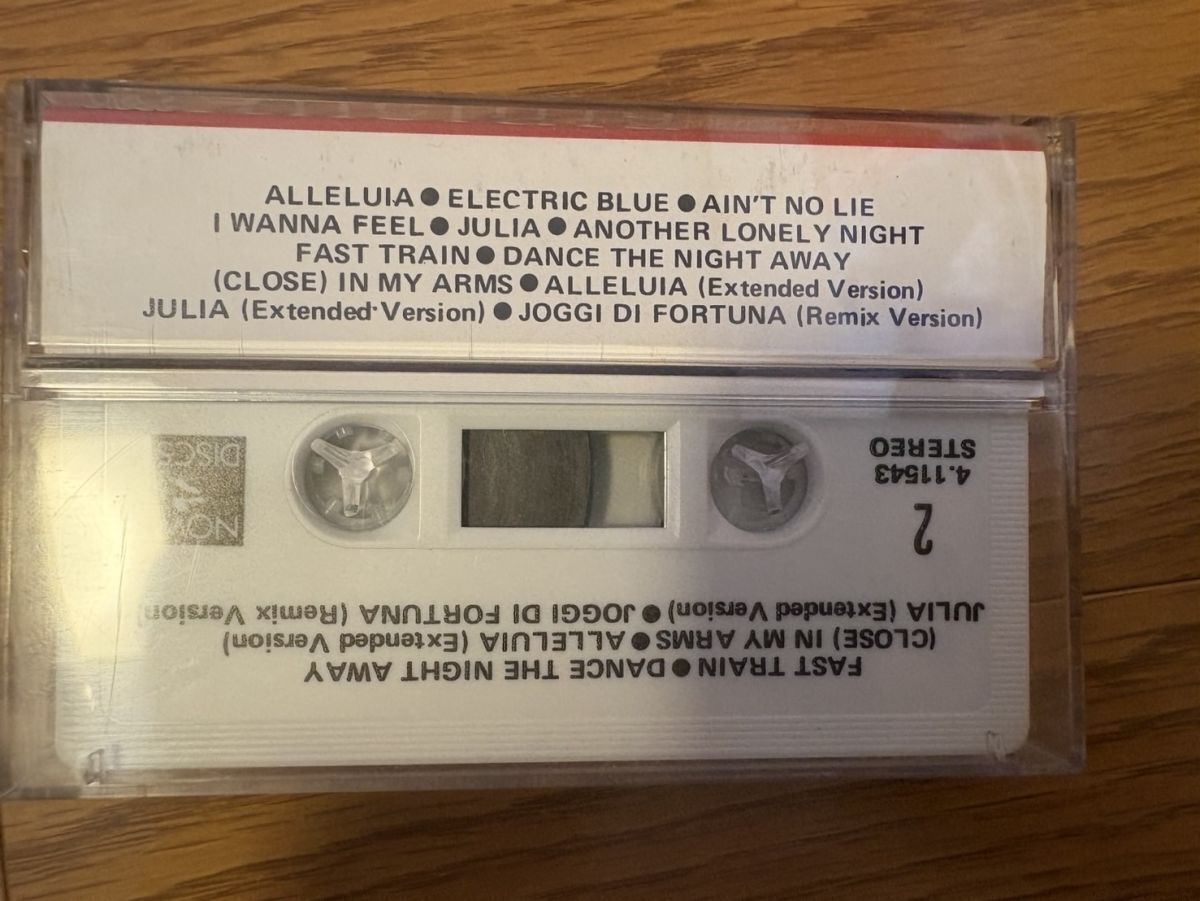 ALLELUIA ● ELECTRIC BLUE ● AIN'T NO LIE
I WANNA FEEL ● JULIA ● ANOTHER LONELY NIGHT
FAST TRAIN ● DANCE THE NIGHT AWAY
(CLOSE) IN MY ARMS ● ALLELUIA (Extended Version)
JULIA (Extended Version) ● JOGGI DI FORTUNA (Remix Version)
FAST TRAIN ● DANCE THE NIGHT AWAY
(CLOSE) IN MY ARMS ● ALLELUIA (Extended Version)
JULIA (Extended Version) ● JOGGI DI FORTUNA (Remix Version)
2
4.11543
STEREO
DISCS